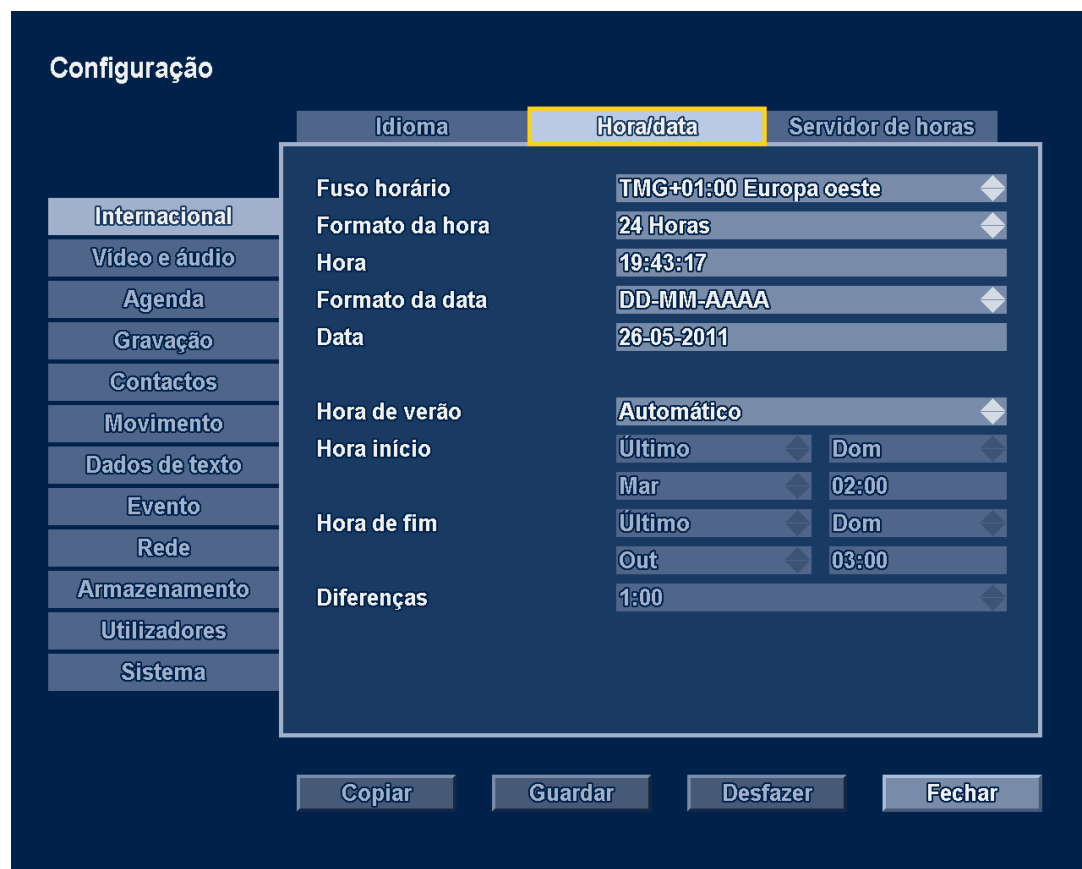 Configuração
Idioma Hora/data Servidor de horas
Internacional
Vídeo e áudio
Agenda
Gravação
Contactos
Movimento
Dados de texto
Evento
Rede
Armazenamento
Utilizadores
Sistema
Fuso horário TMG+01:00 Europa oeste
Formato da hora 24 Horas
Hora 19:43:17
Formato da data DD-MM-AAAA
Data 26-05-2011
Hora de verão Automático
Hora início Último Dom
Mar 02:00
Hora de fim Último Dom
Out 03:00
Diferenças 1:00
Copiar Guardar Desfazer Fechar